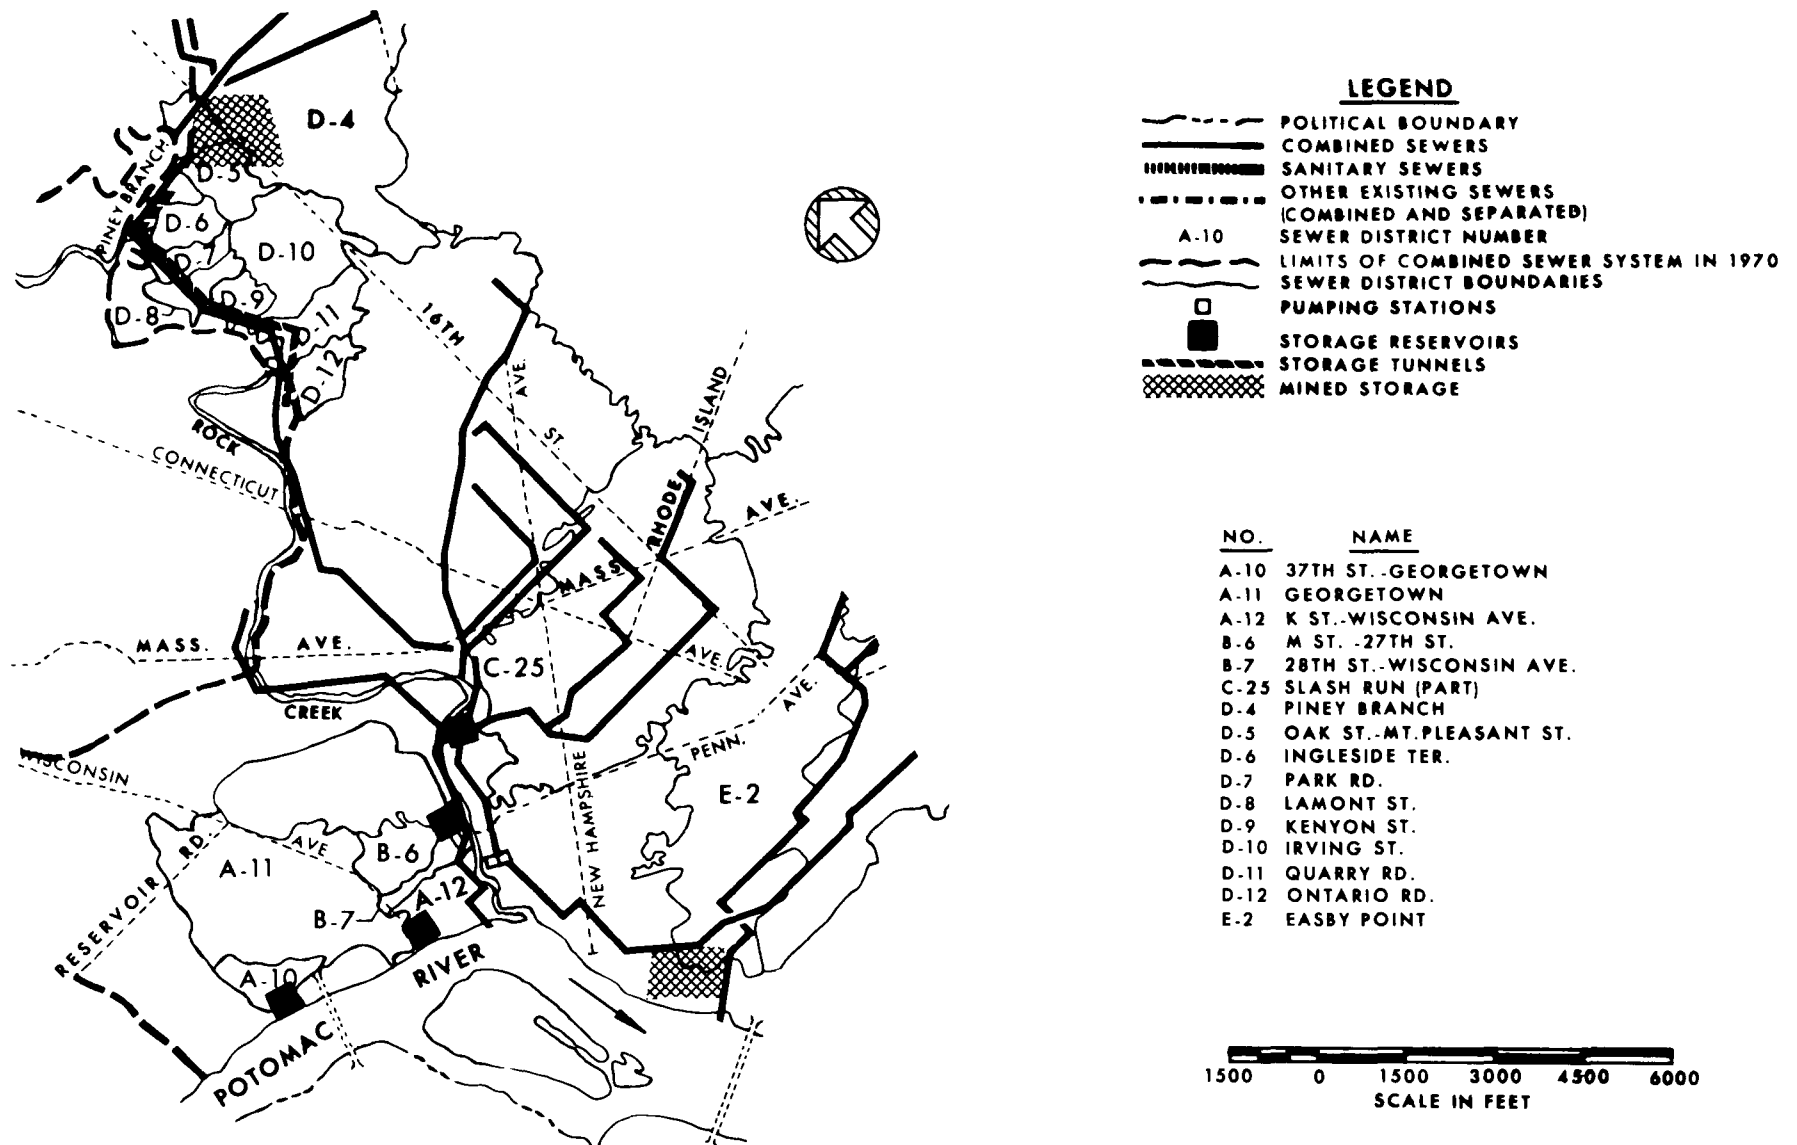 D-4
PINEY BRANCH
D-5
D-6
D-10
D-7
D-9
D-8
D-11
D-12
16TH
ST.
AVE.
ISLAND
RHODE
ROCK
CONNECTICUT
AVE.
MASS.
MASS. AVE.
C-25
AVE.
CREEK
AVE.
PENN.
WISCONSIN
NEW HAMPSHIRE
E-2
RESERVOIR RD.
AVE
A-11
B-6
A-12
B-7
A-10
POTOMAC RIVER
LEGEND
POLITICAL BOUNDARY
COMBINED SEWERS
SANITARY SEWERS
OTHER EXISTING SEWERS
(COMBINED AND SEPARATED)
A-10 SEWER DISTRICT NUMBER
LIMITS OF COMBINED SEWER SYSTEM IN 1970
SEWER DISTRICT BOUNDARIES
PUMPING STATIONS
STORAGE RESERVOIRS
STORAGE TUNNELS
MINED STORAGE
NO. NAME
A-10 37TH ST.-GEORGETOWN
A-11 GEORGETOWN
A-12 K ST.-WISCONSIN AVE.
B-6 M ST. -27TH ST.
B-7 28TH ST.-WISCONSIN AVE.
C-25 SLASH RUN (PART)
D-4 PINEY BRANCH
D-5 OAK ST.-MT.PLEASANT ST.
D-6 INGLESIDE TER.
D-7 PARK RD.
D-8 LAMONT ST.
D-9 KENYON ST.
D-10 IRVING ST.
D-11 QUARRY RD.
D-12 ONTARIO RD.
E-2 EASBY POINT
1500 0 1500 3000 4500 6000
SCALE IN FEET